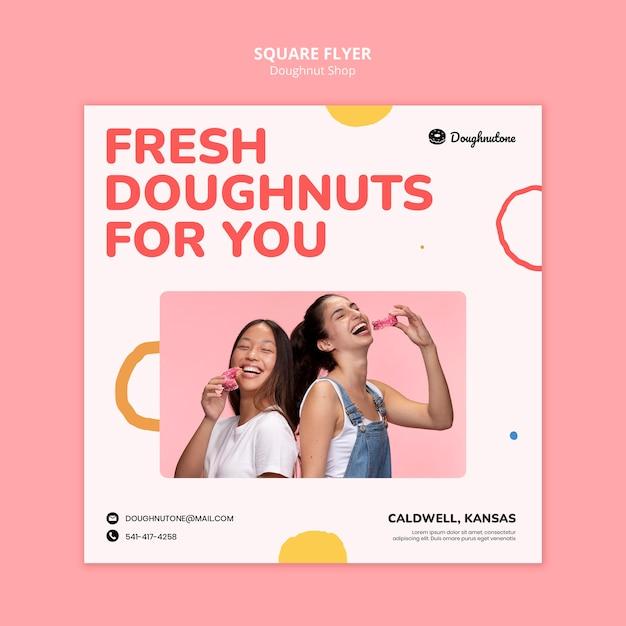 SQUARE FLYER
Doughnut Shop
Doughnutone
FRESH
DOUGHNUTS
FOR YOU
DOUGHNUTONE@MAIL.COM
541-417-4258
CALDWELL, KANSAS
Lorem ipsum dolor sit amet, consectetur
adipiscing elit. Donec ornare purus eget venenatis